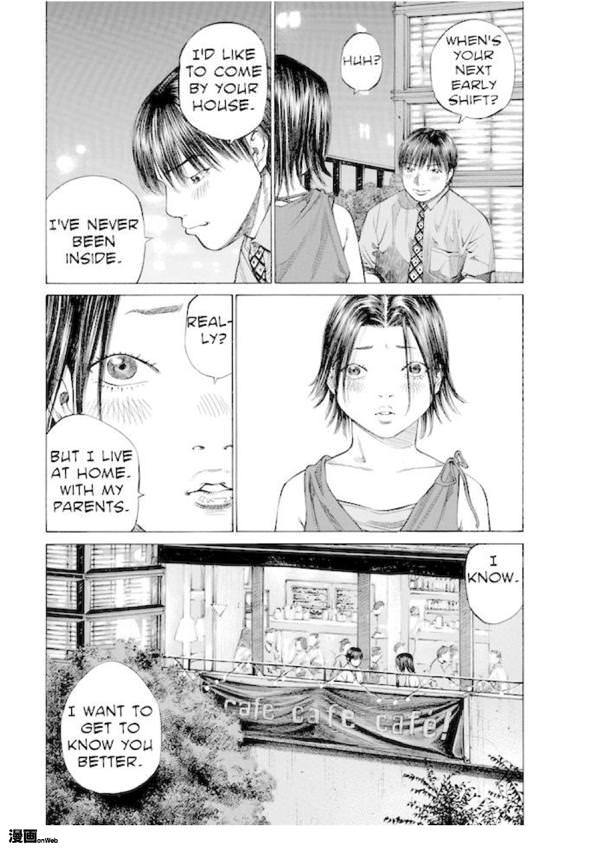 WHEN'S
YOUR
NEXT
EARLY
SHIFT?
HUH?
I'D LIKE
TO COME
BY YOUR
HOUSE.
I'VE NEVER
BEEN
INSIDE.
REAL-
LY?
BUT I LIVE
AT HOME.
WITH MY
PARENTS.
I
KNOW.
cafe cafe cafe!
I WANT TO
GET TO
KNOW YOU
BETTER.
漫画onWeb